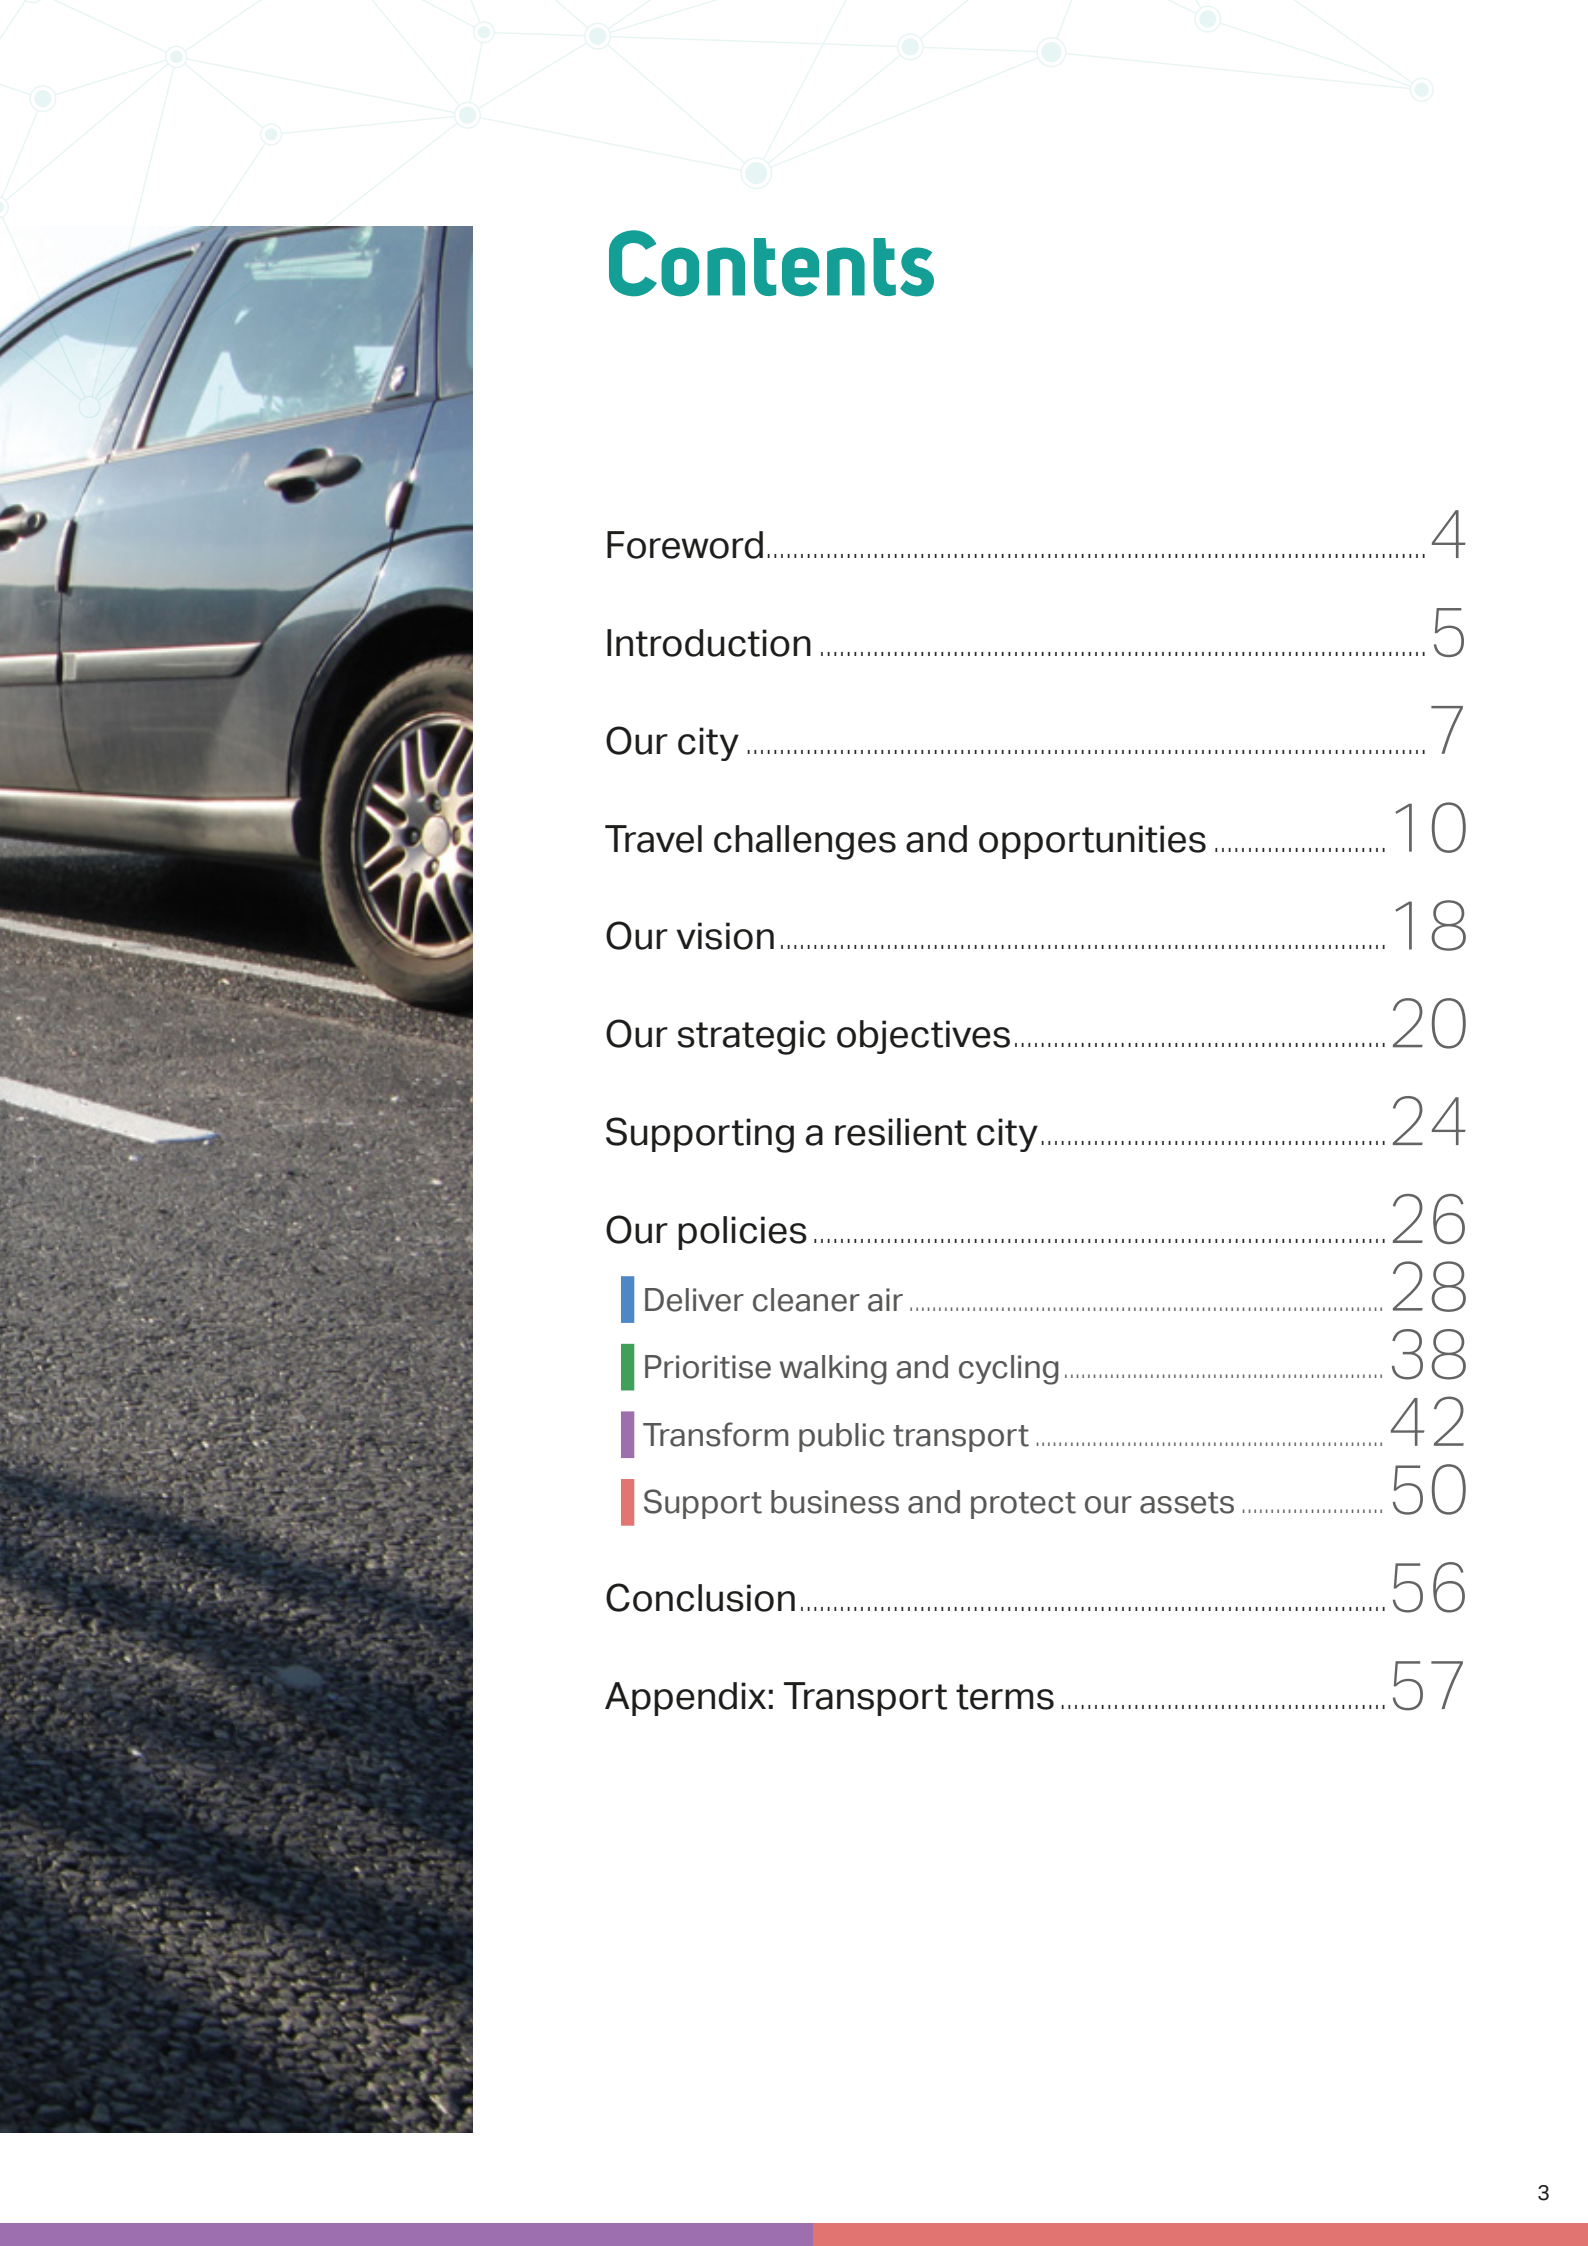 Contents
Foreword 4
Introduction 5
Our city 7
Travel challenges and opportunities 10
Our vision 18
Our strategic objectives 20
Supporting a resilient city 24
Our policies 26
Deliver cleaner air 28
Prioritise walking and cycling 38
Transform public transport 42
Support business and protect our assets 50
Conclusion 56
Appendix: Transport terms 57
3